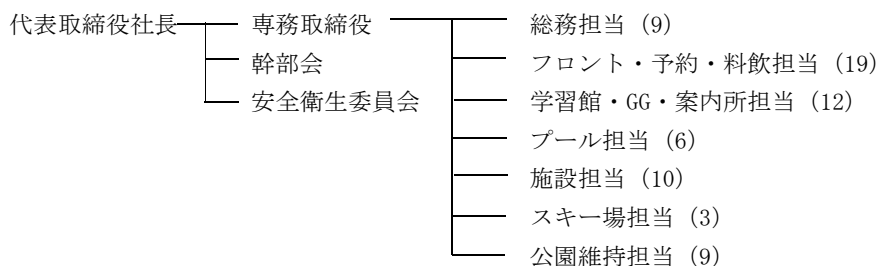 代表取締役社長 専務取締役 総務担当 (9)
幹部会 フロント・予約・料飲担当 (19)
安全衛生委員会 学習館・GG・案内所担当 (12)
プール担当 (6)
施設担当 (10)
スキー場担当 (3)
公園維持担当 (9)